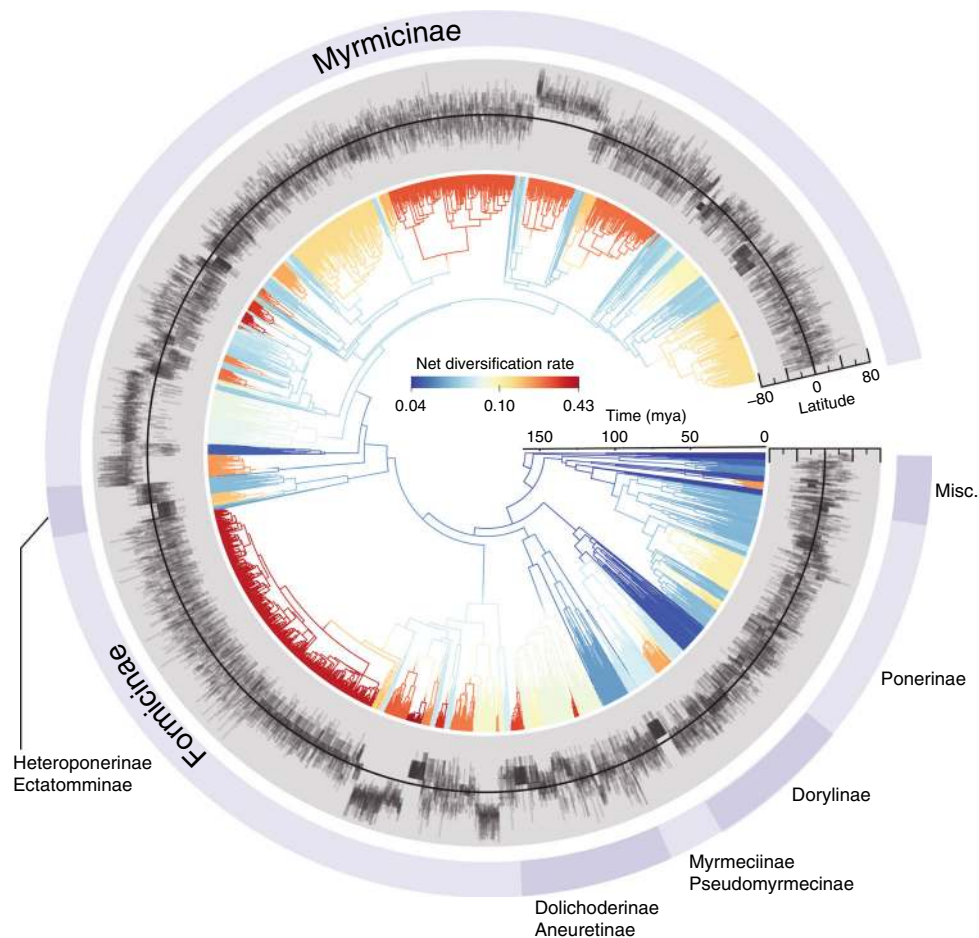 Myrmicinae
Net diversification rate
0.04
0.10
0.43
–80
0
80
Latitude
Time (mya)
150
100
50
0
Misc.
Ponerinae
Formicinae
Heteroponerinae
Ectatomminae
Dorylinae
Myrmeciinae
Pseudomyrmecinae
Dolichoderinae
Aneuretinae